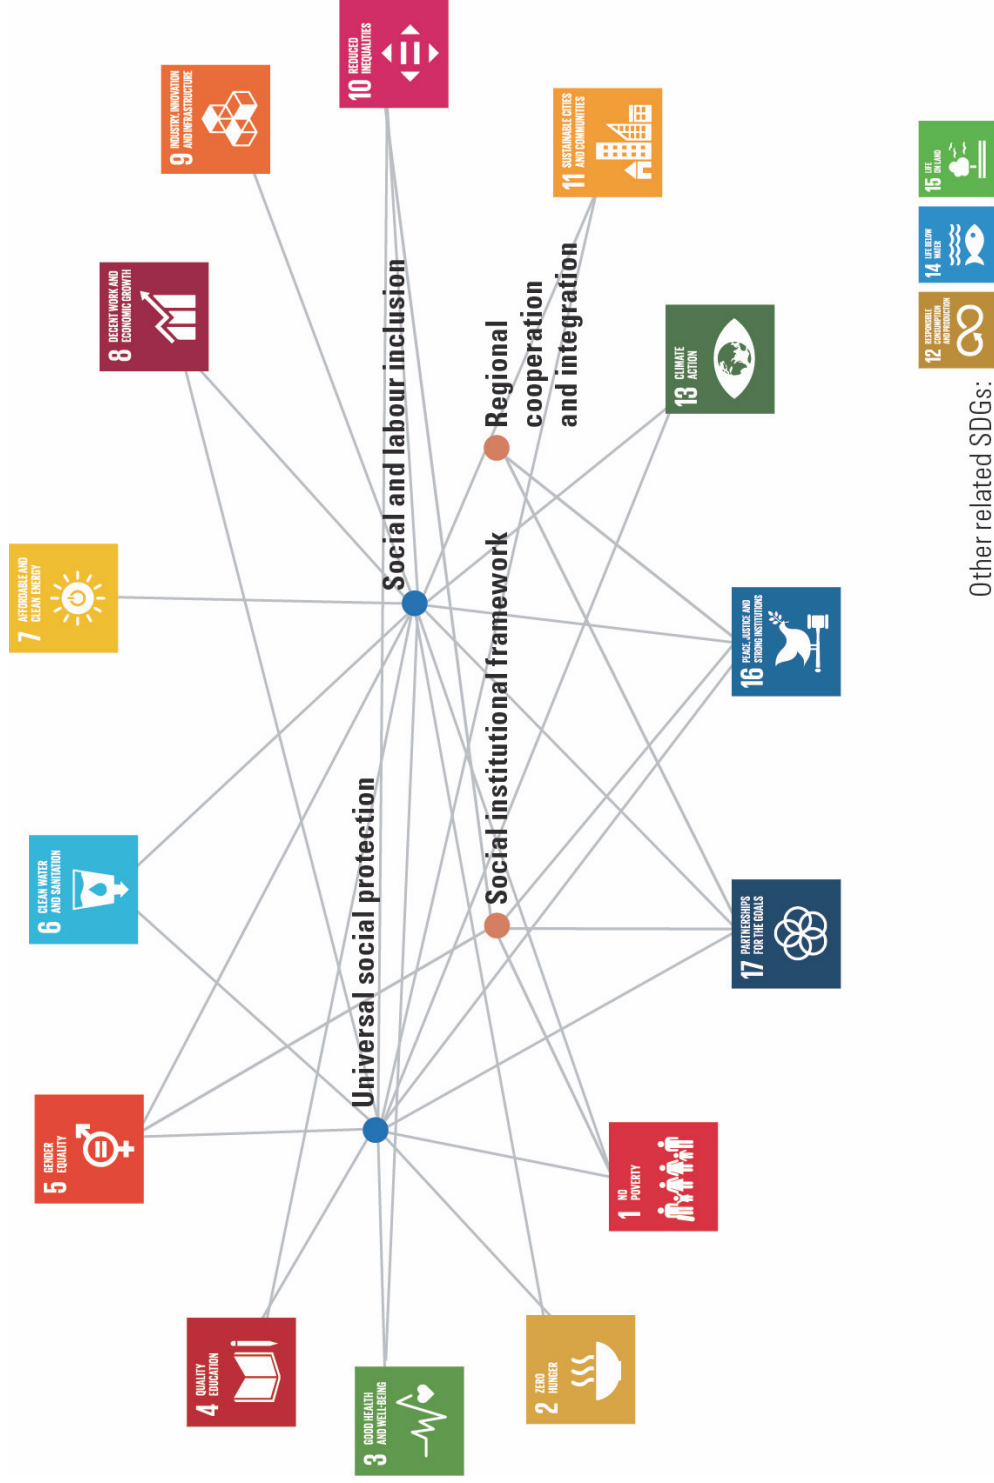 1 NO
POVERTY
2 ZERO
HUNGER
3 GOOD HEALTH
AND WELL-BEING
4 QUALITY
EDUCATION
5 GENDER
EQUALITY
6 CLEAN WATER
AND SANITATION
7 AFFORDABLE AND
CLEAN ENERGY
8 DECENT WORK AND
ECONOMIC GROWTH
9 INDUSTRY, INNOVATION
AND INFRASTRUCTURE
10 REDUCED
INEQUALITIES
11 SUSTAINABLE CITIES
AND COMMUNITIES
13 CLIMATE
ACTION
16 PEACE, JUSTICE AND
STRONG INSTITUTIONS
17 PARTNERSHIPS
FOR THE GOALS
Universal social protection
Social and labour inclusion
Social institutional framework
Regional
cooperation
and integration
Other related SDGs:
12 RESPONSIBLE
CONSUMPTION
AND PRODUCTION
14 LIFE BELOW
WATER
15 LIFE
ON LAND